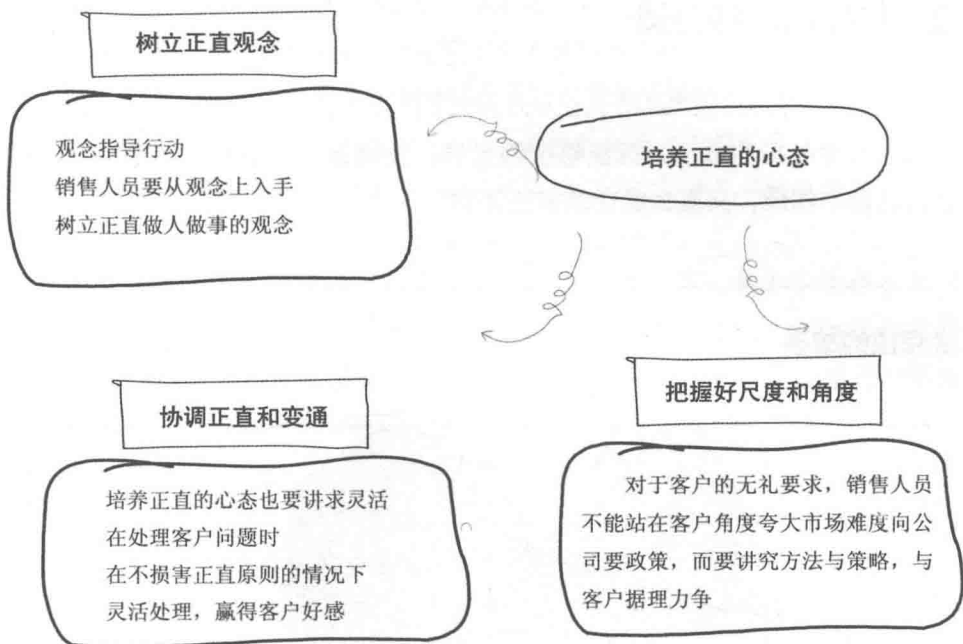 树立正直观念
观念指导行动
销售人员要从观念上入手
树立正直做人做事的观念
培养正直的心态
协调正直和变通
培养正直的心态也要讲求灵活
在处理客户问题时
在不损害正直原则的情况下
灵活处理，赢得客户好感
把握好尺度和角度
对于客户的无礼要求，销售人员
不能站在客户角度夸大市场难度向公
司要政策，而要讲究方法与策略，与
客户据理力争